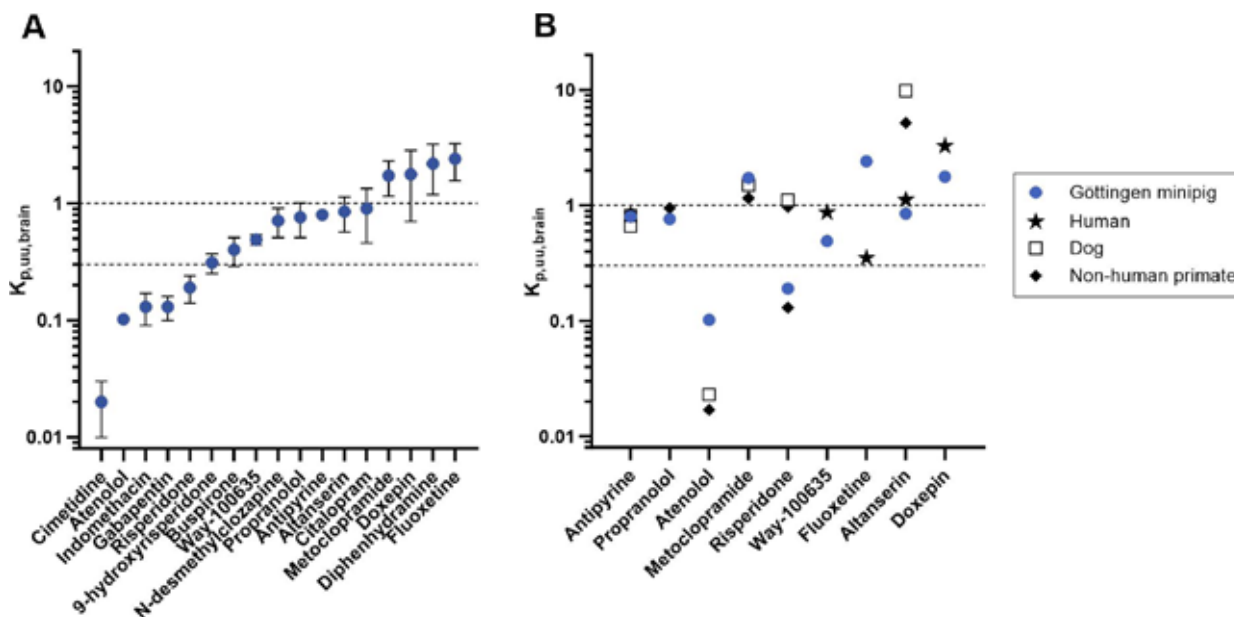 A
K_p,uu,brain
10
1
0.1
0.01
Cimetidine
Atenolol
Indomethacin
Gabapentin
Risperidone
9-hydroxyrisperidone
Buspirone
Way-100635
N-desmethylclozapine
Propranolol
Antipyrine
Altanserin
Citalopram
Metoclopramide
Doxepin
Diphenhydramine
Fluoxetine
B
K_p,uu,brain
10
1
0.1
0.01
Antipyrine
Propranolol
Atenolol
Metoclopramide
Risperidone
Way-100635
Fluoxetine
Altanserin
Doxepin
Göttingen minipig
Human
Dog
Non-human primate